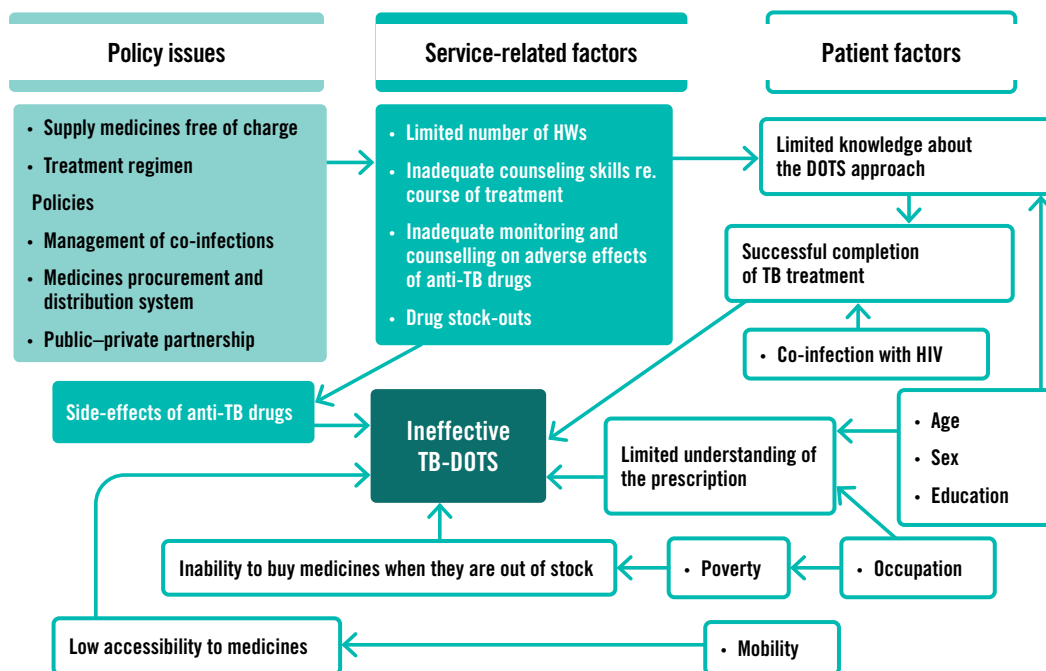 Policy issues
Service-related factors
Patient factors
• Supply medicines free of charge
• Treatment regimen
Policies
• Management of co-infections
• Medicines procurement and
distribution system
• Public–private partnership
• Limited number of HWs
• Inadequate counseling skills re.
course of treatment
• Inadequate monitoring and
counselling on adverse effects
of anti-TB drugs
• Drug stock-outs
Limited knowledge about
the DOTS approach
Successful completion
of TB treatment
• Co-infection with HIV
Side-effects of anti-TB drugs
Ineffective
TB-DOTS
Limited understanding of
the prescription
• Age
• Sex
• Education
Inability to buy medicines when they are out of stock
• Poverty
• Occupation
Low accessibility to medicines
• Mobility